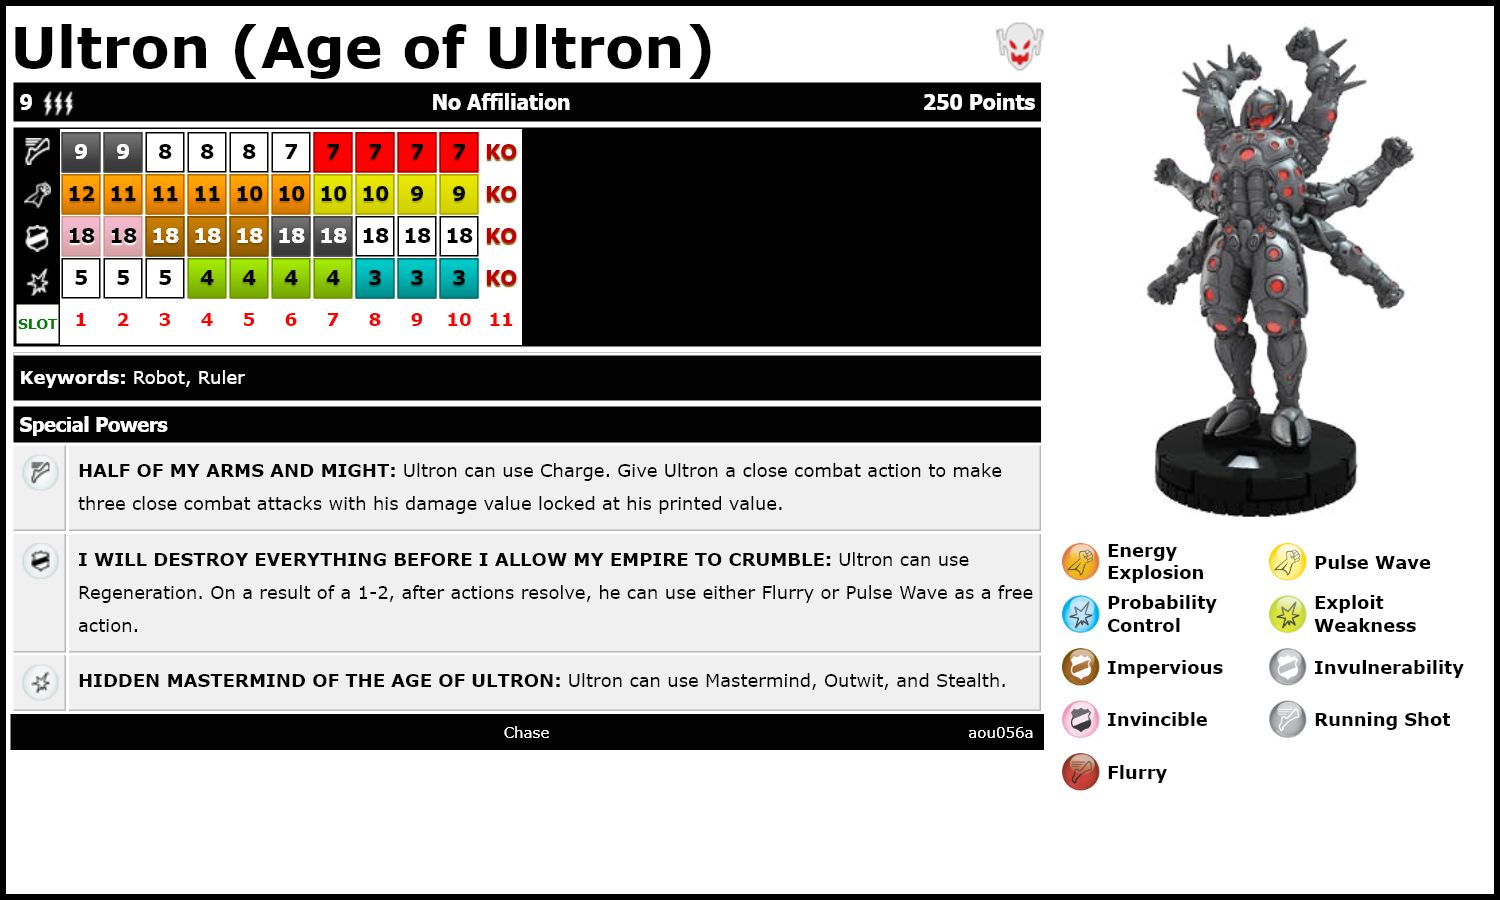 Ultron (Age of Ultron)
9 No Affiliation 250 Points
9 9 8 8 8 7 7 7 7 7 KO
12 11 11 11 10 10 10 10 9 9 KO
18 18 18 18 18 18 18 18 18 18 KO
5 5 5 4 4 4 4 3 3 3 KO
SLOT 1 2 3 4 5 6 7 8 9 10 11
Keywords: Robot, Ruler
Special Powers
HALF OF MY ARMS AND MIGHT: Ultron can use Charge. Give Ultron a close combat action to make
three close combat attacks with his damage value locked at his printed value.
I WILL DESTROY EVERYTHING BEFORE I ALLOW MY EMPIRE TO CRUMBLE: Ultron can use
Regeneration. On a result of a 1-2, after actions resolve, he can use either Flurry or Pulse Wave as a free
action.
HIDDEN MASTERMIND OF THE AGE OF ULTRON: Ultron can use Mastermind, Outwit, and Stealth.
Chase aou056a
Energy
Explosion
Pulse Wave
Probability
Control
Exploit
Weakness
Impervious
Invulnerability
Invincible
Running Shot
Flurry